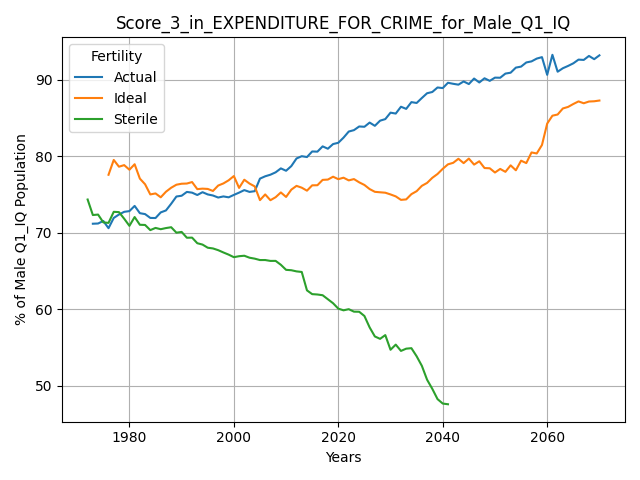 Score_3_in_EXPENDITURE_FOR_CRIME_for_Male_Q1_IQ
Fertility
Actual
Ideal
Sterile
% of Male Q1_IQ Population
90
80
70
60
50
1980
2000
2020
2040
2060
Years